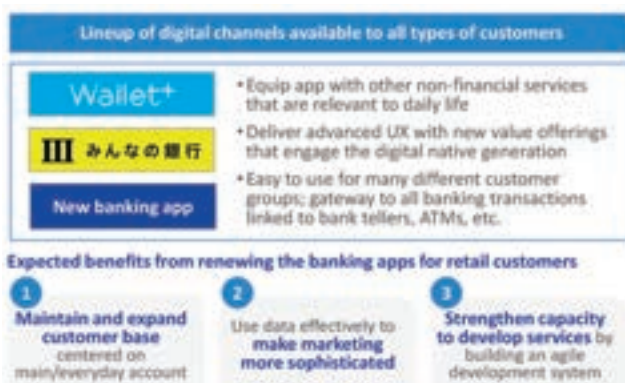 Lineup of digital channels available to all types of customers
Wallet+
• Equip app with other non-financial services
that are relevant to daily life
みんなの銀行
• Deliver advanced UX with new value offerings
that engage the digital native generation
New banking app
• Easy to use for many different customer
groups; gateway to all banking transactions
linked to bank tellers, ATMs, etc.
Expected benefits from renewing the banking apps for retail customers
1
Maintain and expand
customer base
centered on
main/everyday account
2
Use data effectively to
make marketing
more sophisticated
3
Strengthen capacity
to develop services by
building an agile
development system